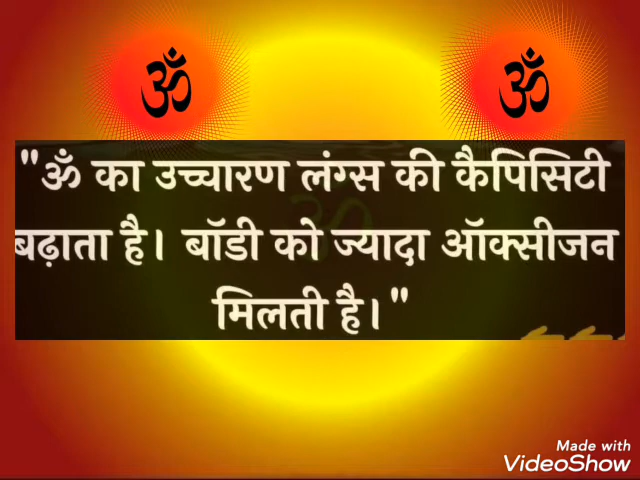 ॐ ॐ
"ॐ का उच्चारण लंग्स की कैपिसिटी
बढ़ाता है। बॉडी को ज्यादा ऑक्सीजन
मिलती है।"
Made with
VideoShow